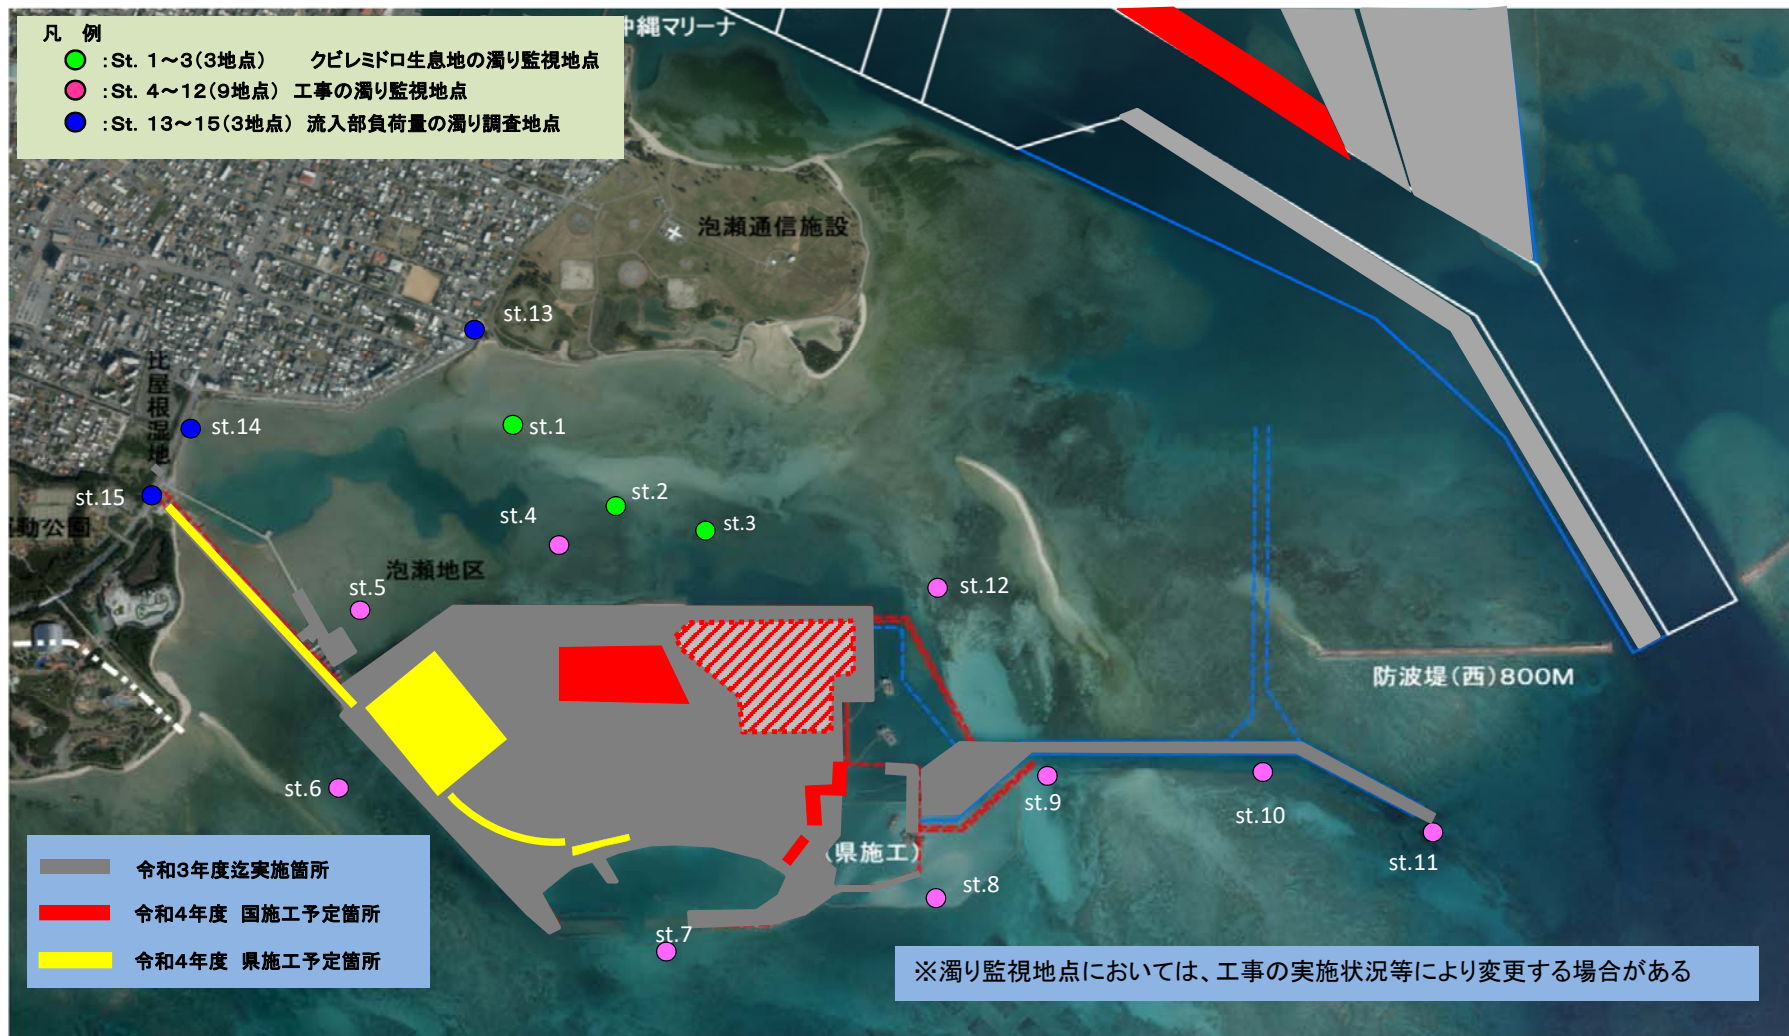 凡 例
:St. 1～3(3地点) クビレミドロ生息地の濁り監視地点
:St. 4～12(9地点) 工事の濁り監視地点
:St. 13～15(3地点) 流入部負荷量の濁り調査地点
沖縄マリーナ
泡瀬通信施設
st.13
比屋根湿地
st.14
st.1
st.15
st.2
st.4
st.3
動公園
泡瀬地区
st.5
st.12
防波堤(西)800M
st.6
st.9
st.10
(県施工)
st.11
st.8
st.7
令和3年度迄実施箇所
令和4年度 国施工予定箇所
令和4年度 県施工予定箇所
※濁り監視地点においては、工事の実施状況等により変更する場合がある